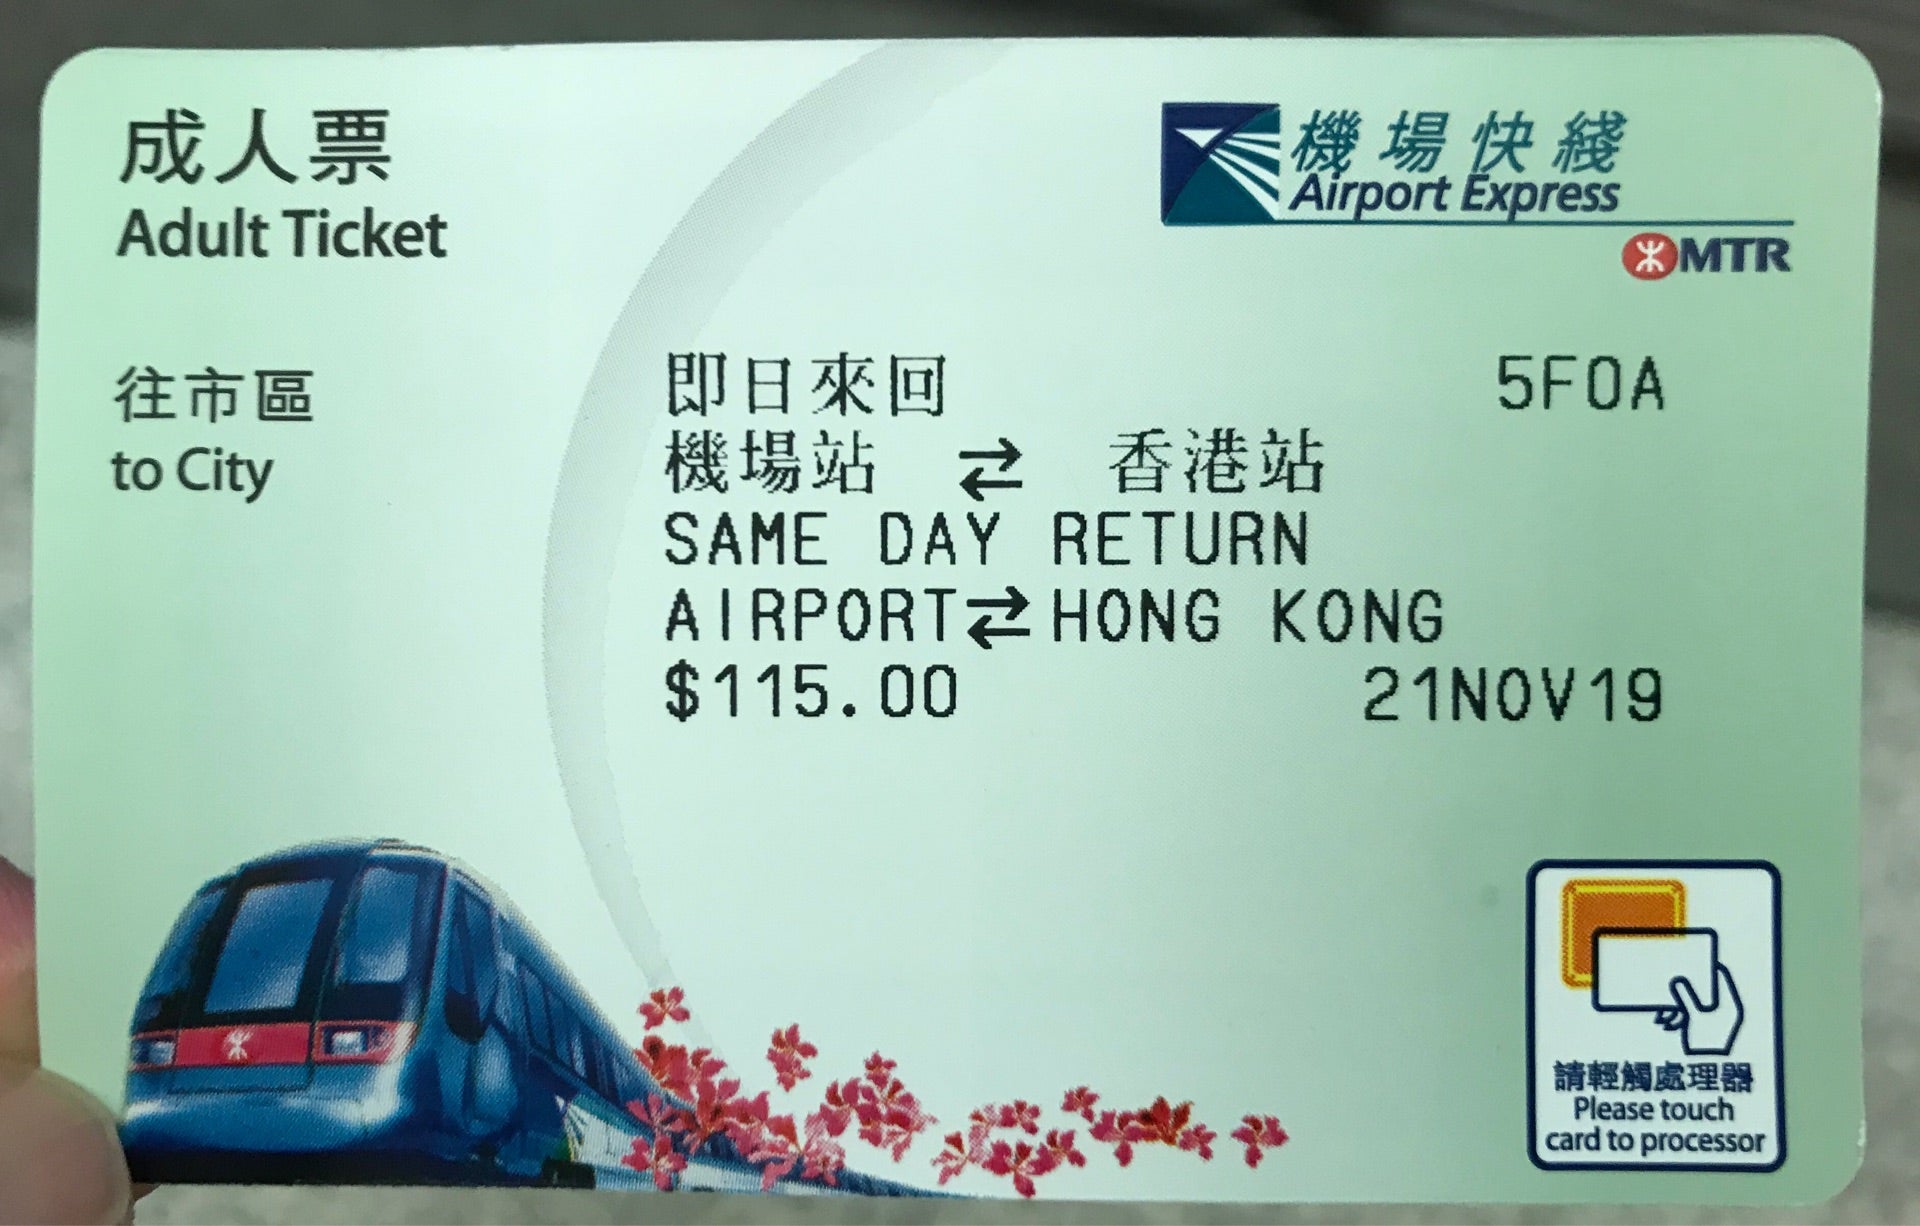 成人票
Adult Ticket
機場快綫
Airport Express
MTR
往市區
to City
即日來回 5F0A
機場站 ⇄ 香港站
SAME DAY RETURN
AIRPORT⇄HONG KONG
$115.00 21NOV19
請輕觸處理器
Please touch
card to processor